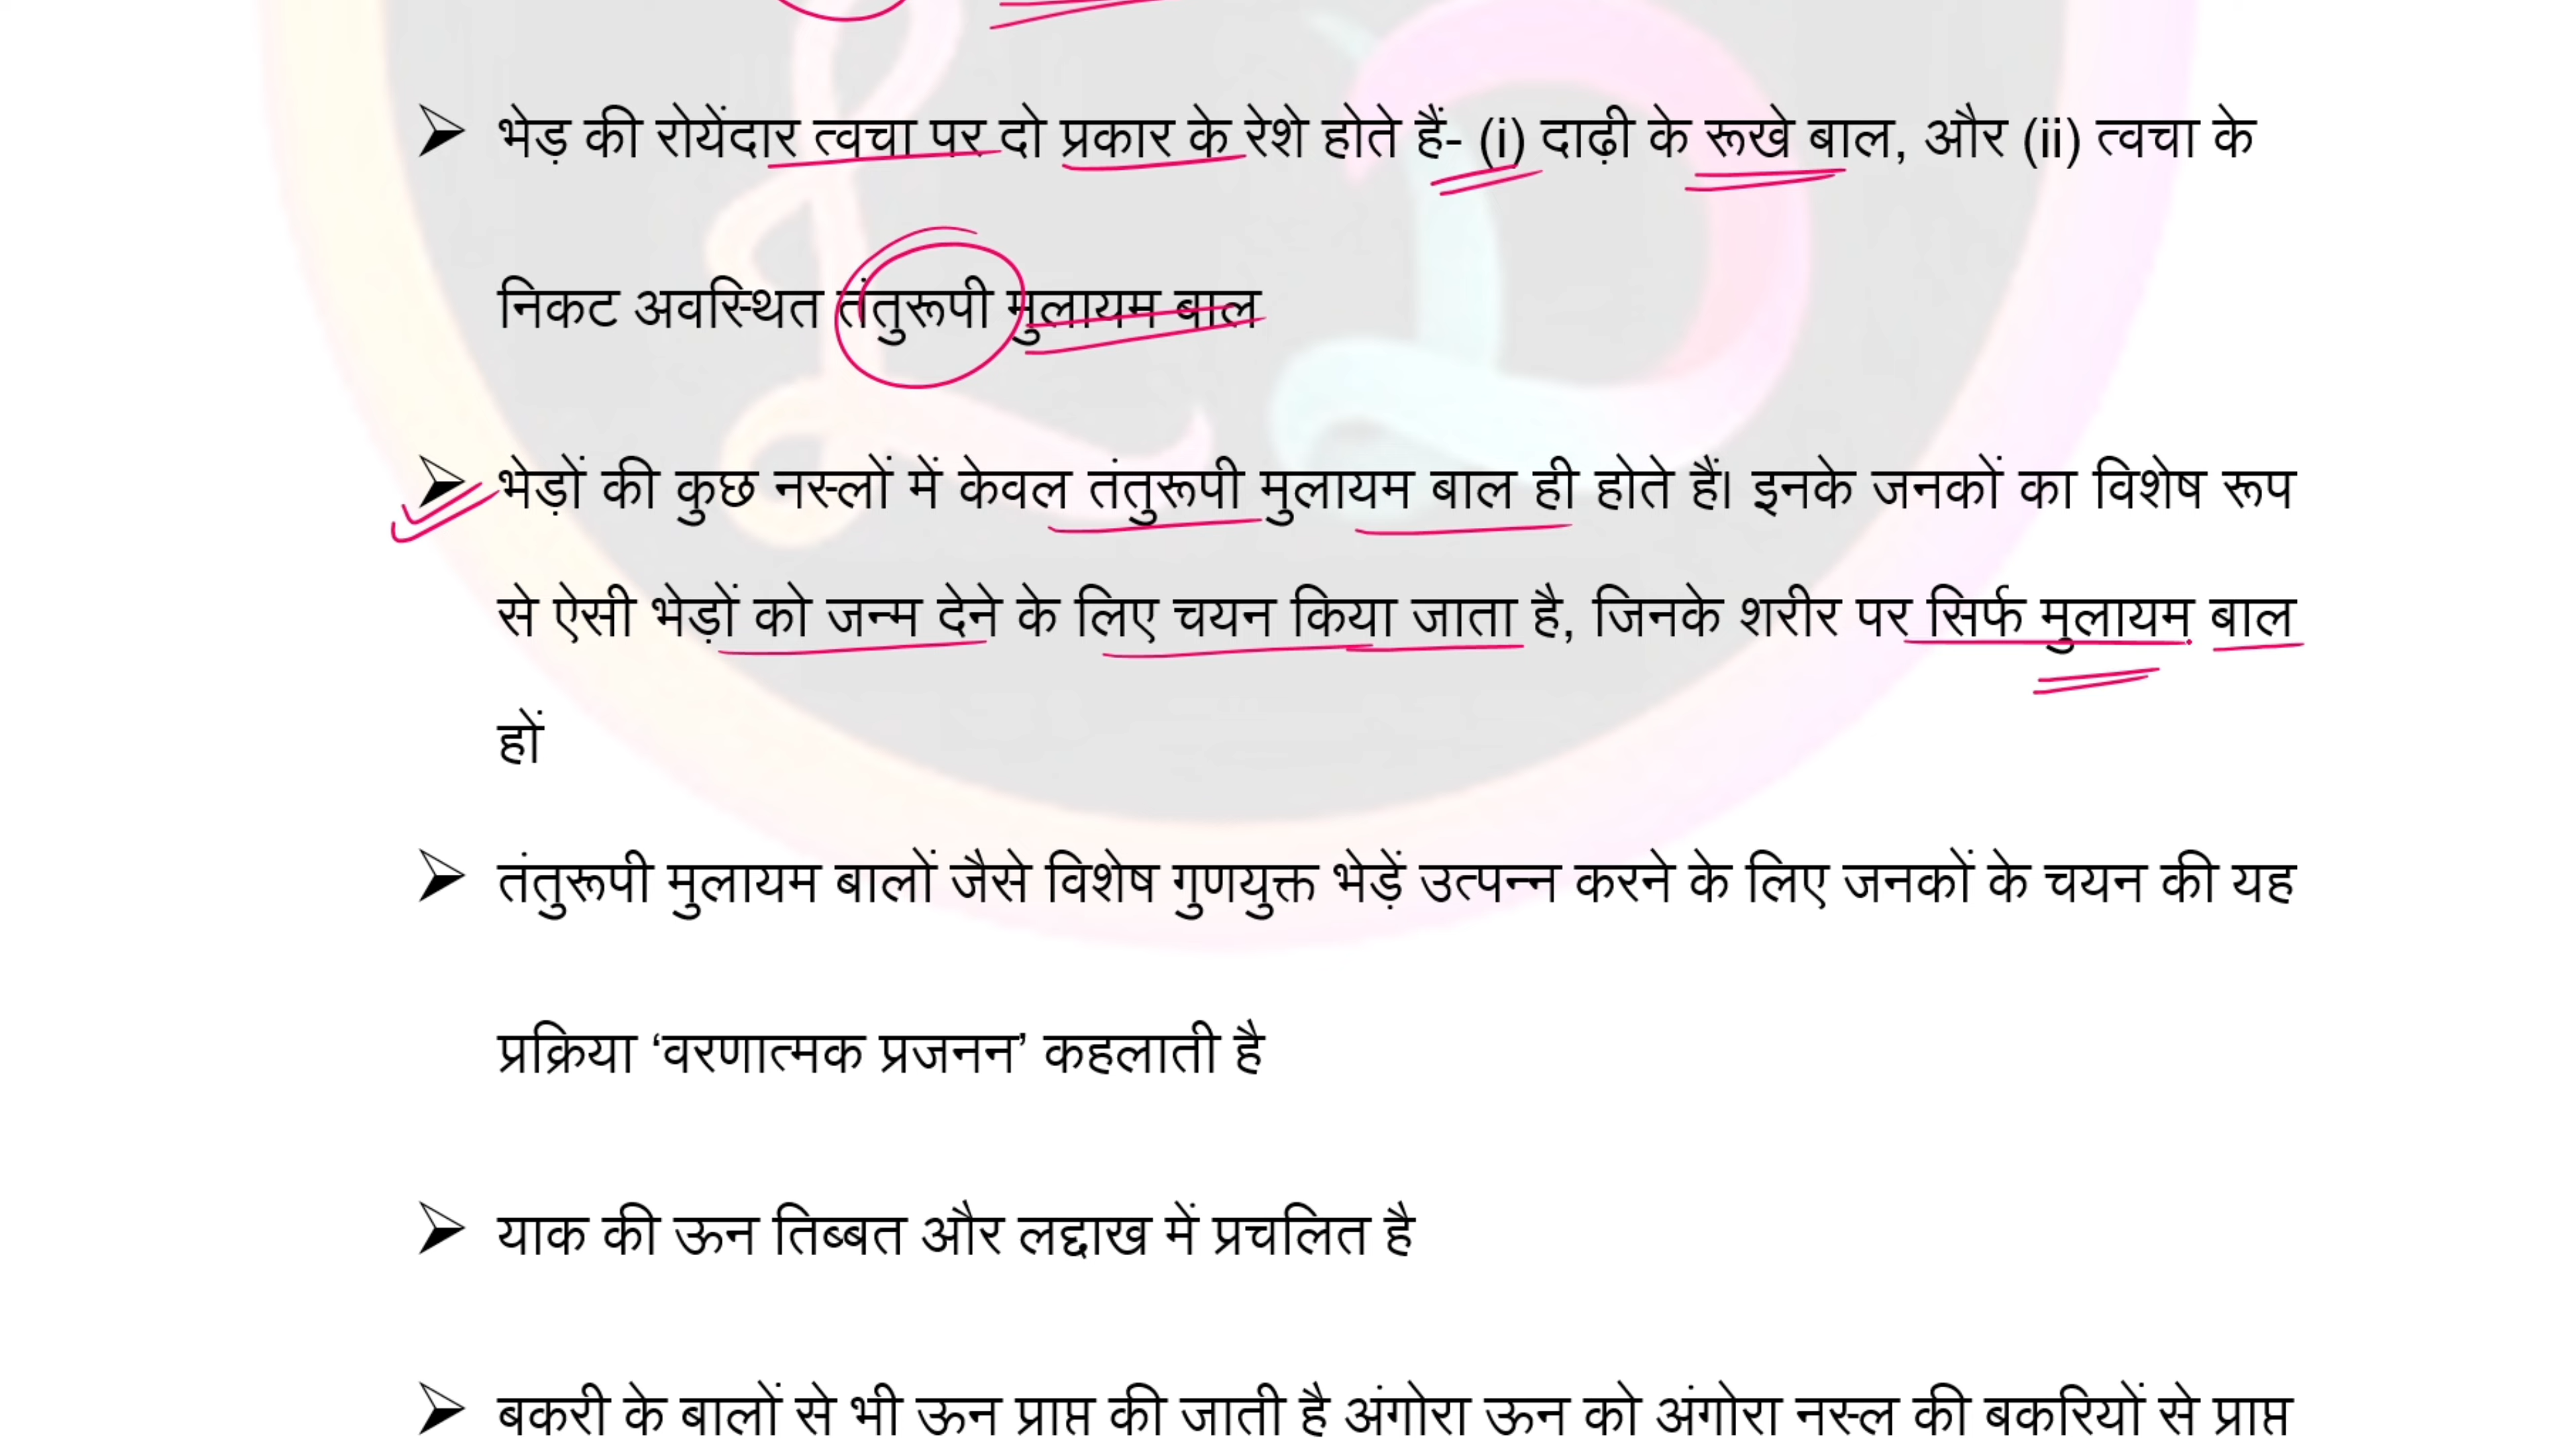 ➢ भेड़ की रोयेंदार त्वचा पर दो प्रकार के रेशे होते हैं- (i) दाढ़ी के रूखे बाल, और (ii) त्वचा के
निकट अवस्थित तंतुरूपी मुलायम बाल
➢ भेड़ों की कुछ नस्लों में केवल तंतुरूपी मुलायम बाल ही होते हैं। इनके जनकों का विशेष रूप
से ऐसी भेड़ों को जन्म देने के लिए चयन किया जाता है, जिनके शरीर पर सिर्फ मुलायम बाल
हों
➢ तंतुरूपी मुलायम बालों जैसे विशेष गुणयुक्त भेड़ें उत्पन्न करने के लिए जनकों के चयन की यह
प्रक्रिया ‘वरणात्मक प्रजनन’ कहलाती है
➢ याक की ऊन तिब्बत और लद्दाख में प्रचलित है
➢ बकरी के बालों से भी ऊन प्राप्त की जाती है अंगोरा ऊन को अंगोरा नस्ल की बकरियों से प्राप्त